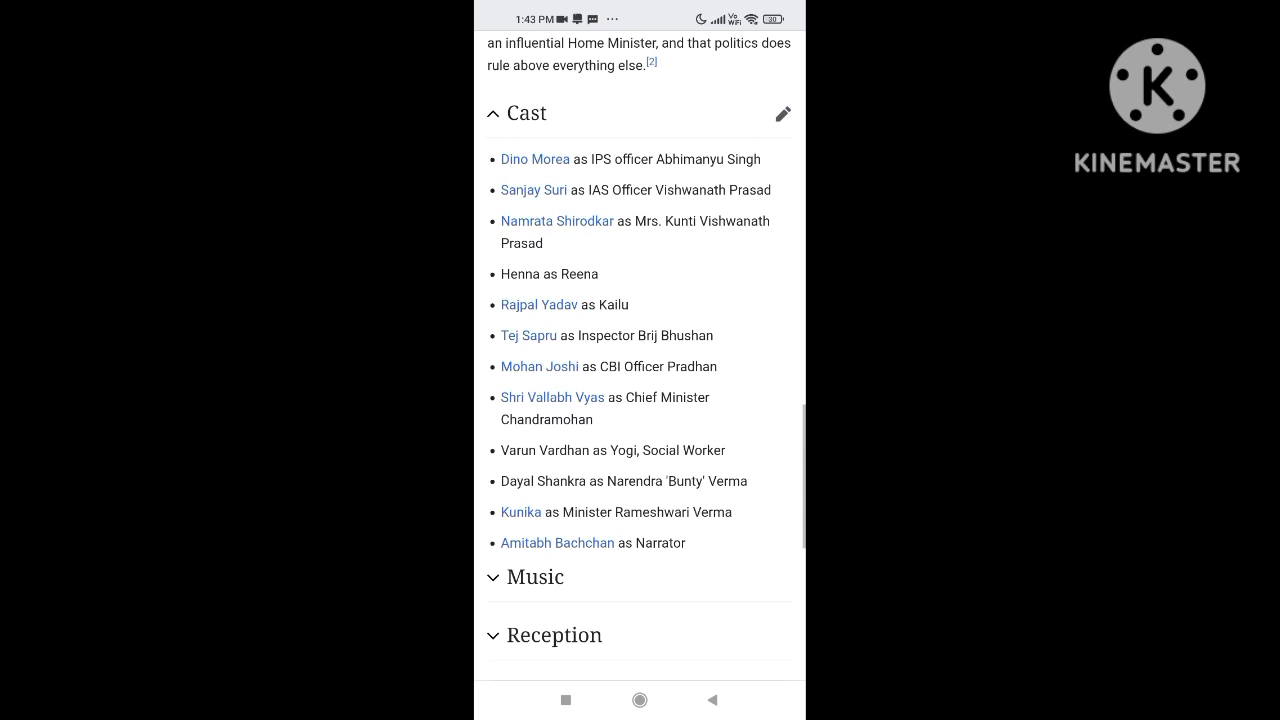 1:43 PM
Vo
WiFi
30
an influential Home Minister, and that politics does
rule above everything else.[2]
Cast
• Dino Morea as IPS officer Abhimanyu Singh
• Sanjay Suri as IAS Officer Vishwanath Prasad
• Namrata Shirodkar as Mrs. Kunti Vishwanath
Prasad
• Henna as Reena
• Rajpal Yadav as Kailu
• Tej Sapru as Inspector Brij Bhushan
• Mohan Joshi as CBI Officer Pradhan
• Shri Vallabh Vyas as Chief Minister
Chandramohan
• Varun Vardhan as Yogi, Social Worker
• Dayal Shankra as Narendra 'Bunty' Verma
• Kunika as Minister Rameshwari Verma
• Amitabh Bachchan as Narrator
Music
Reception
K
KINEMASTER